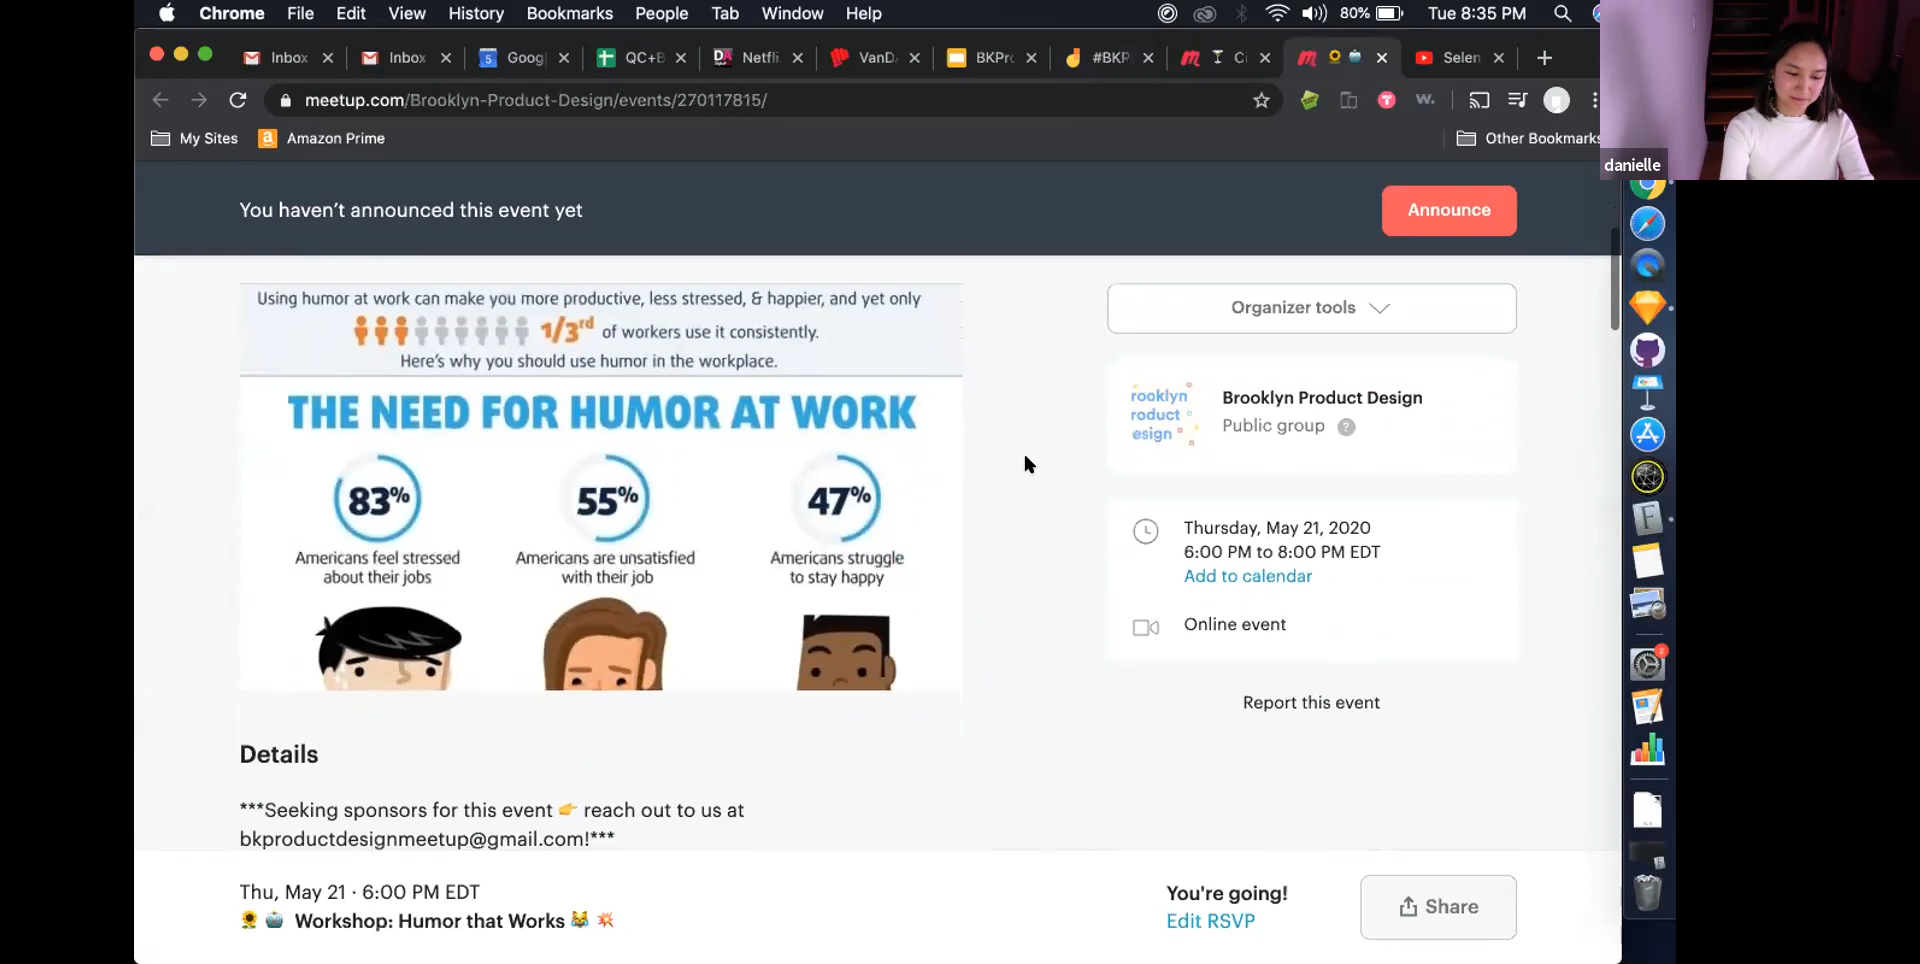 Chrome File Edit View History Bookmarks People Tab Window Help 80% Tue 8:35 PM
Inbox Inbox Goog QC+B Netfli VanD BKPro #BKP Ci Selen
meetup.com/Brooklyn-Product-Design/events/270117815/
My Sites Amazon Prime Other Bookmarks
danielle
You haven't announced this event yet
Announce
Using humor at work can make you more productive, less stressed, & happier, and yet only
1/3rd of workers use it consistently.
Here's why you should use humor in the workplace.
THE NEED FOR HUMOR AT WORK
83% 55% 47%
Americans feel stressed about their jobs
Americans are unsatisfied with their job
Americans struggle to stay happy
Organizer tools
rooklyn
roduct
esign
Brooklyn Product Design
Public group ?
Thursday, May 21, 2020
6:00 PM to 8:00 PM EDT
Add to calendar
Online event
Report this event
Details
***Seeking sponsors for this event 👉 reach out to us at
bkproductdesignmeetup@gmail.com!***
Thu, May 21 · 6:00 PM EDT
🌻 🤖 Workshop: Humor that Works 😹 💥
You're going!
Edit RSVP
Share